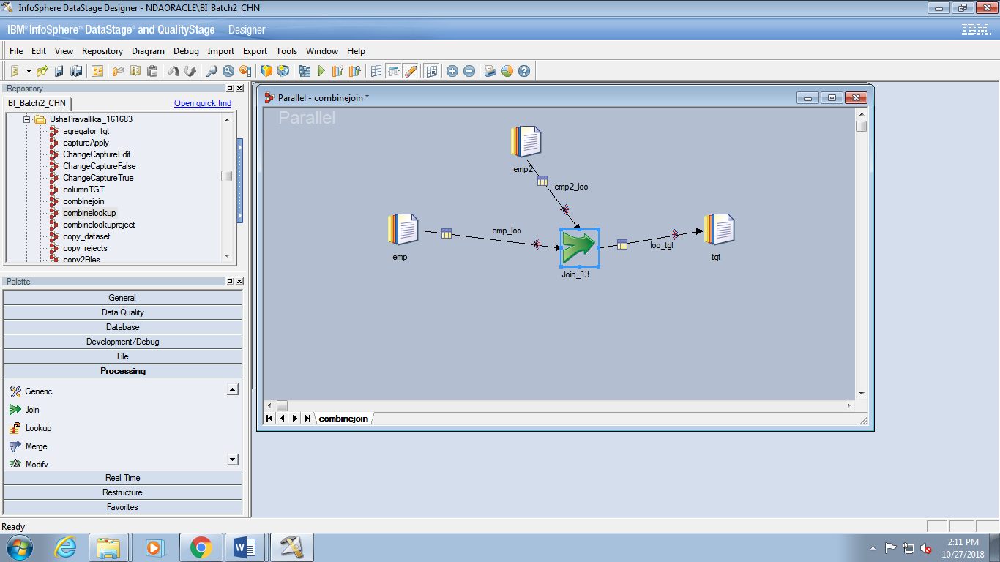 InfoSphere DataStage Designer - NDAORACLE\BI_Batch2_CHN
IBM® InfoSphere™ DataStage® and QualityStage Designer
IBM.
File Edit View Repository Diagram Debug Import Export Tools Window Help
Repository
BI_Batch2_CHN Open quick find
UshaPravallika_161683
agregator_tgt
captureApply
ChangeCaptureEdit
ChangeCaptureFalse
ChangeCaptureTrue
columnTGT
combinejoin
combinelookup
combinelookupreject
copy_dataset
copy_rejects
copy2Files
Palette
General
Data Quality
Database
Development/Debug
File
Processing
Generic
Join
Lookup
Merge
Modify
Real Time
Restructure
Favorites
Parallel - combinejoin *
Parallel
emp2
emp2_loo
emp_loo
emp
Join_13
loo_tgt
tgt
combinejoin
Ready
2:11 PM
10/27/2018